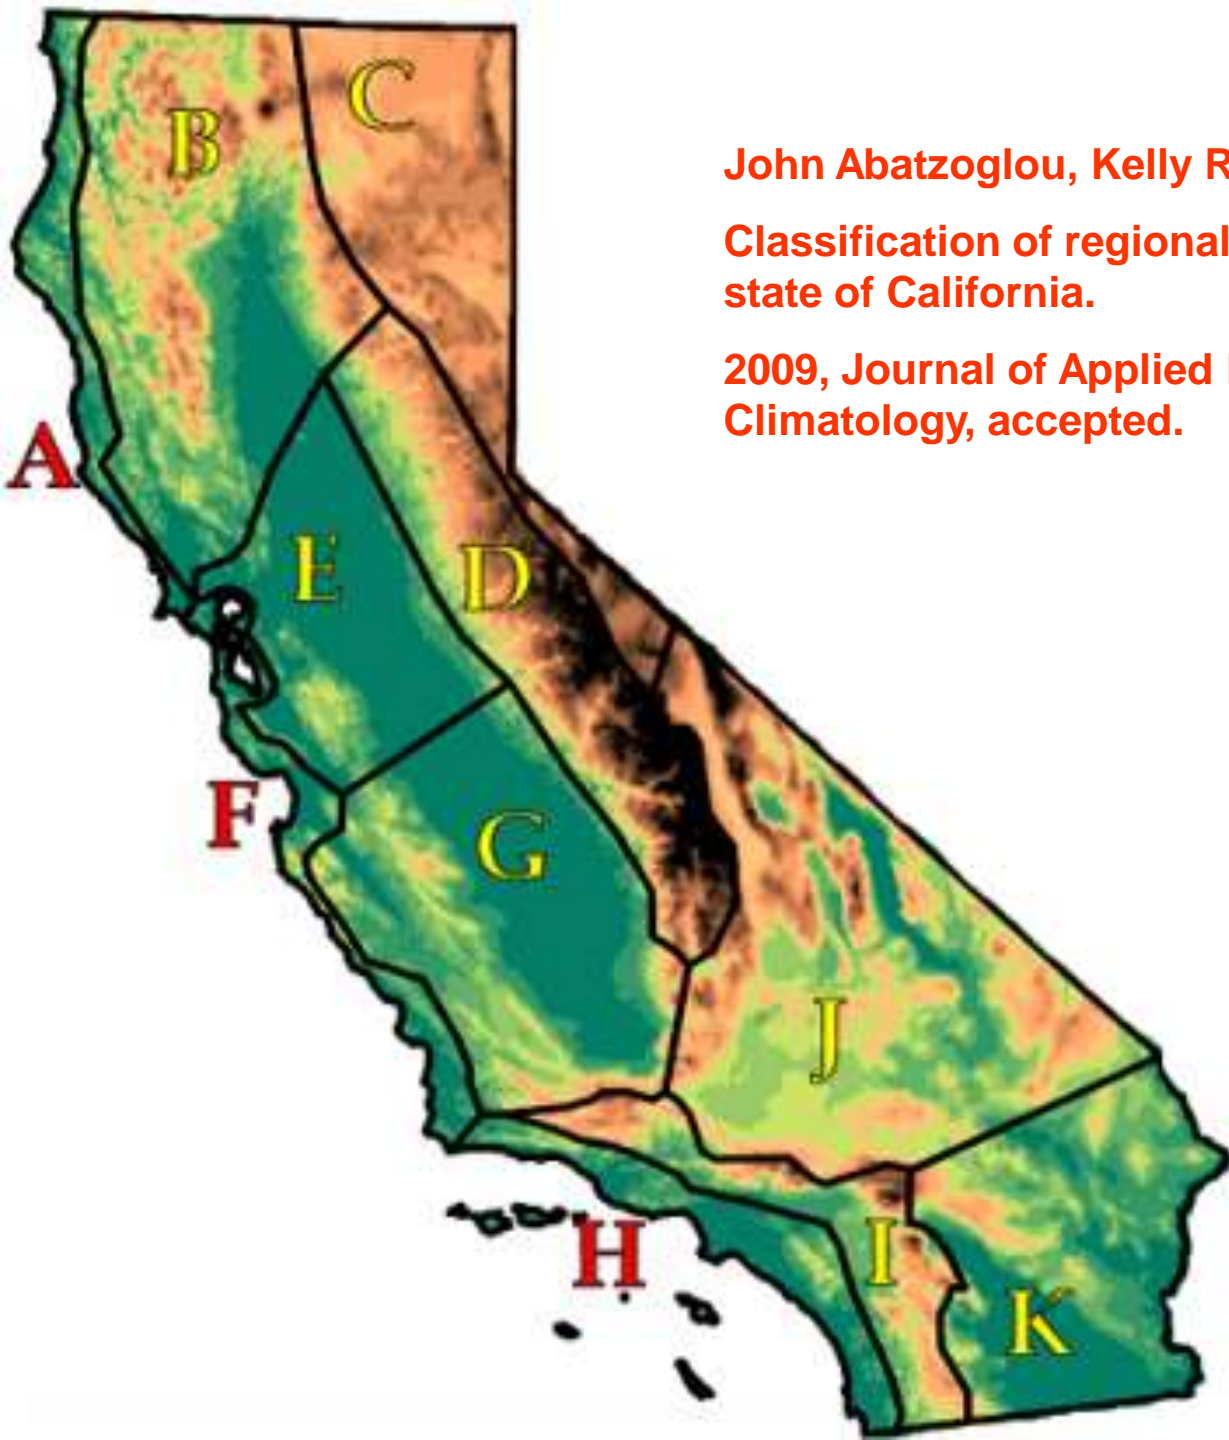 C
B
John Abatzoglou, Kelly
Classification of regional
state of California.
2009, Journal of Applied
Climatology, accepted.
A
E
D
F
G
J
H
I
K